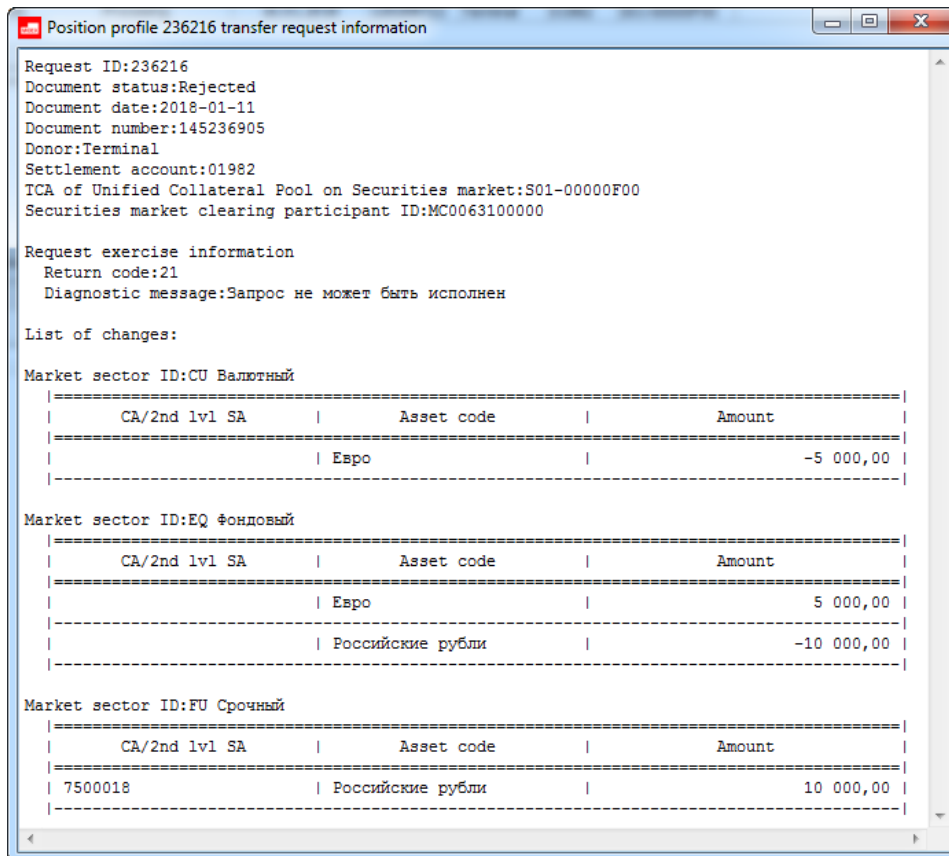 Position profile 236216 transfer request information
Request ID:236216
Document status:Rejected
Document date:2018-01-11
Document number:145236905
Donor:Terminal
Settlement account:01982
TCA of Unified Collateral Pool on Securities market:S01-00000F00
Securities market clearing participant ID:MC0063100000
Request exercise information
Return code:21
Diagnostic message:Запрос не может быть исполнен
List of changes:
Market sector ID:CU Валютный
CA/2nd lvl SA | Asset code | Amount
| Евро | -5 000,00
Market sector ID:EQ Фондовый
CA/2nd lvl SA | Asset code | Amount
| Евро | 5 000,00
| Российские рубли | -10 000,00
Market sector ID:FU Срочный
CA/2nd lvl SA | Asset code | Amount
7500018 | Российские рубли | 10 000,00